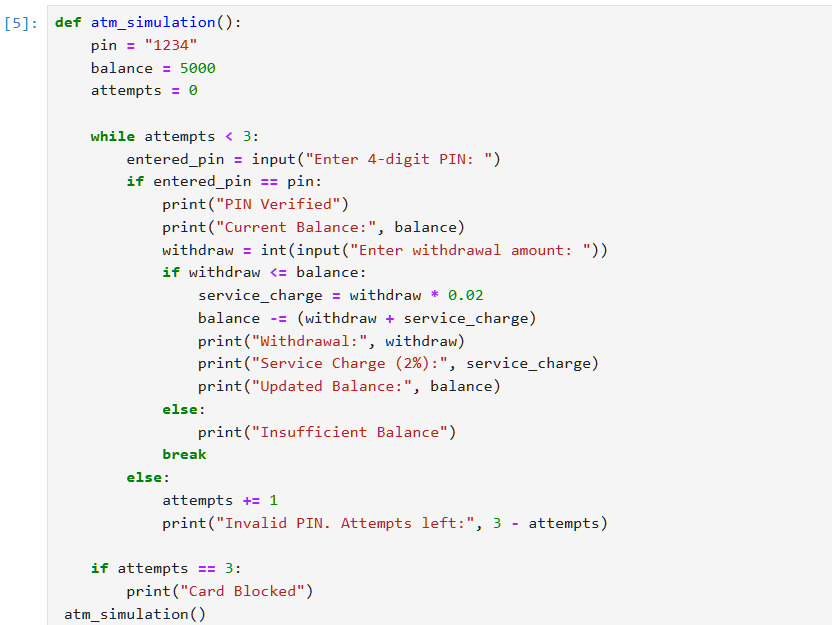 [5]: def atm_simulation():
    pin = "1234"
    balance = 5000
    attempts = 0

    while attempts < 3:
        entered_pin = input("Enter 4-digit PIN: ")
        if entered_pin == pin:
            print("PIN Verified")
            print("Current Balance:", balance)
            withdraw = int(input("Enter withdrawal amount: "))
            if withdraw <= balance:
                service_charge = withdraw * 0.02
                balance -= (withdraw + service_charge)
                print("Withdrawal:", withdraw)
                print("Service Charge (2%):", service_charge)
                print("Updated Balance:", balance)
            else:
                print("Insufficient Balance")
            break
        else:
            attempts += 1
            print("Invalid PIN. Attempts left:", 3 - attempts)

    if attempts == 3:
        print("Card Blocked")
 atm_simulation()